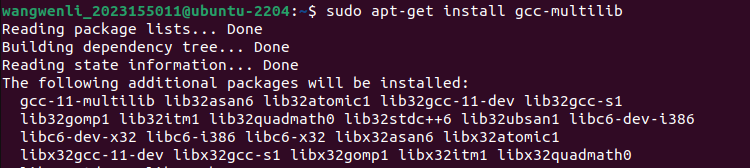 wangwenli_2023155011@ubuntu-2204:~$ sudo apt-get install gcc-multilib
Reading package lists... Done
Building dependency tree... Done
Reading state information... Done
The following additional packages will be installed:
  gcc-11-multilib lib32asan6 lib32atomic1 lib32gcc-11-dev lib32gcc-s1
  lib32gomp1 lib32itm1 lib32quadmath0 lib32stdc++6 lib32ubsan1 libc6-dev-i386
  libc6-dev-x32 libc6-i386 libc6-x32 libx32asan6 libx32atomic1
  libx32gcc-11-dev libx32gcc-s1 libx32gomp1 libx32itm1 libx32quadmath0